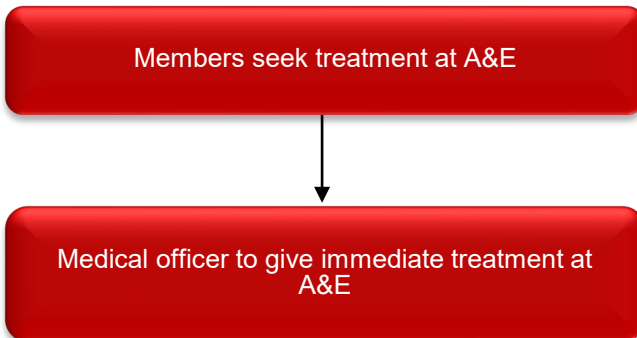 Members seek treatment at A&E
Medical officer to give immediate treatment at
A&E